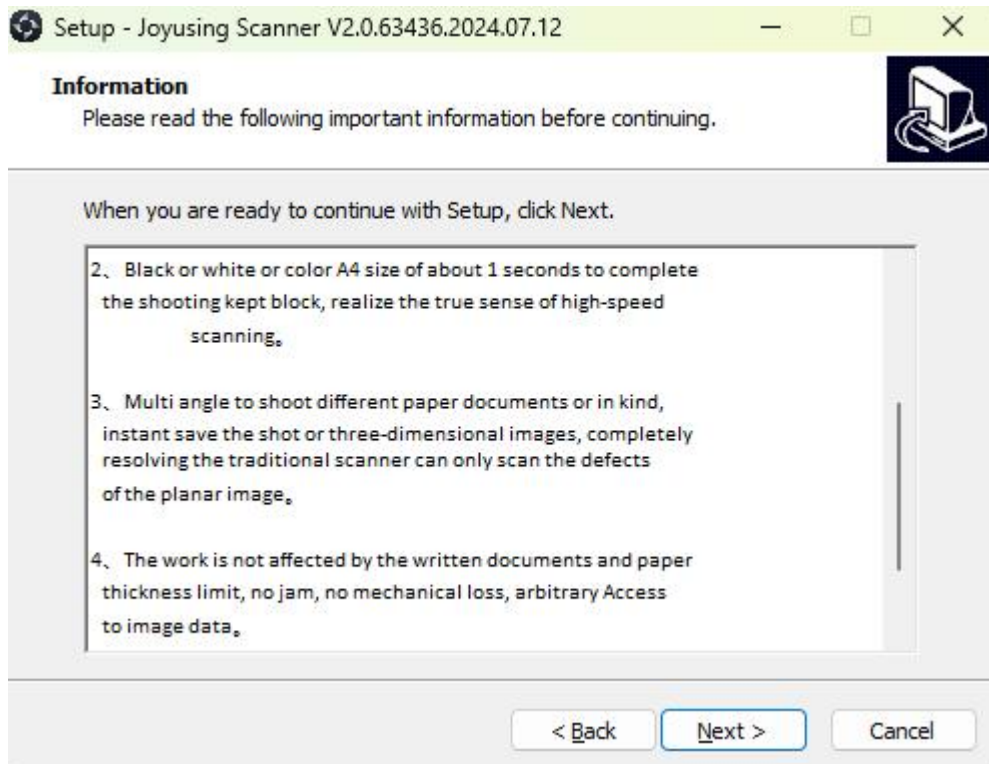 Setup - Joyusing Scanner V2.0.63436.2024.07.12
Information
Please read the following important information before continuing.
When you are ready to continue with Setup, click Next.
2、Black or white or color A4 size of about 1 seconds to complete
the shooting kept block, realize the true sense of high-speed
scanning。
3、Multi angle to shoot different paper documents or in kind,
instant save the shot or three-dimensional images, completely
resolving the traditional scanner can only scan the defects
of the planar image。
4、The work is not affected by the written documents and paper
thickness limit, no jam, no mechanical loss, arbitrary Access
to image data。
< Back
Next >
Cancel